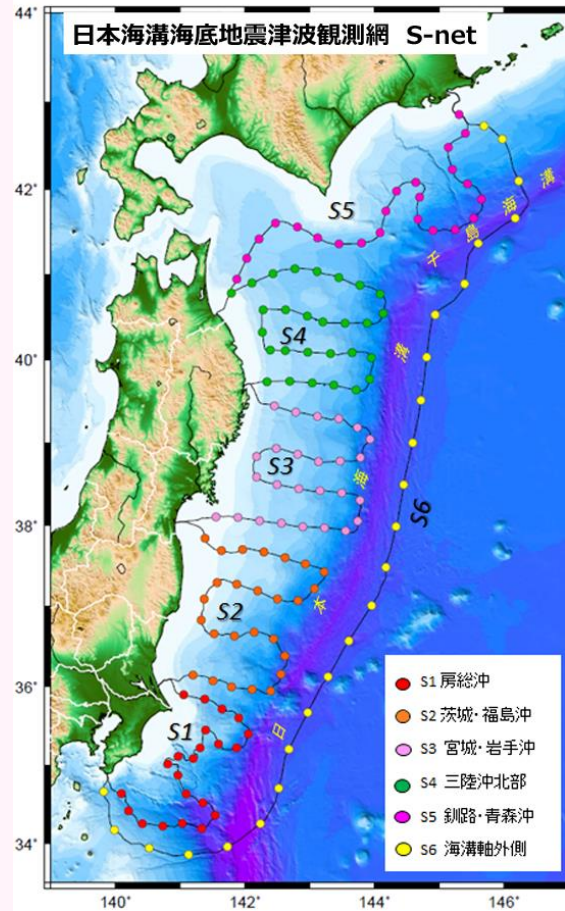 日本海溝海底地震津波観測網 S-net
42°
40°
38°
36°
34°
140°
142°
144°
146°
S5
S4
S3
S2
S1
S6
千島海溝
日本海溝
S1 房総沖
S2 茨城・福島沖
S3 宮城・岩手沖
S4 三陸沖北部
S5 釧路・青森沖
S6 海溝軸外側